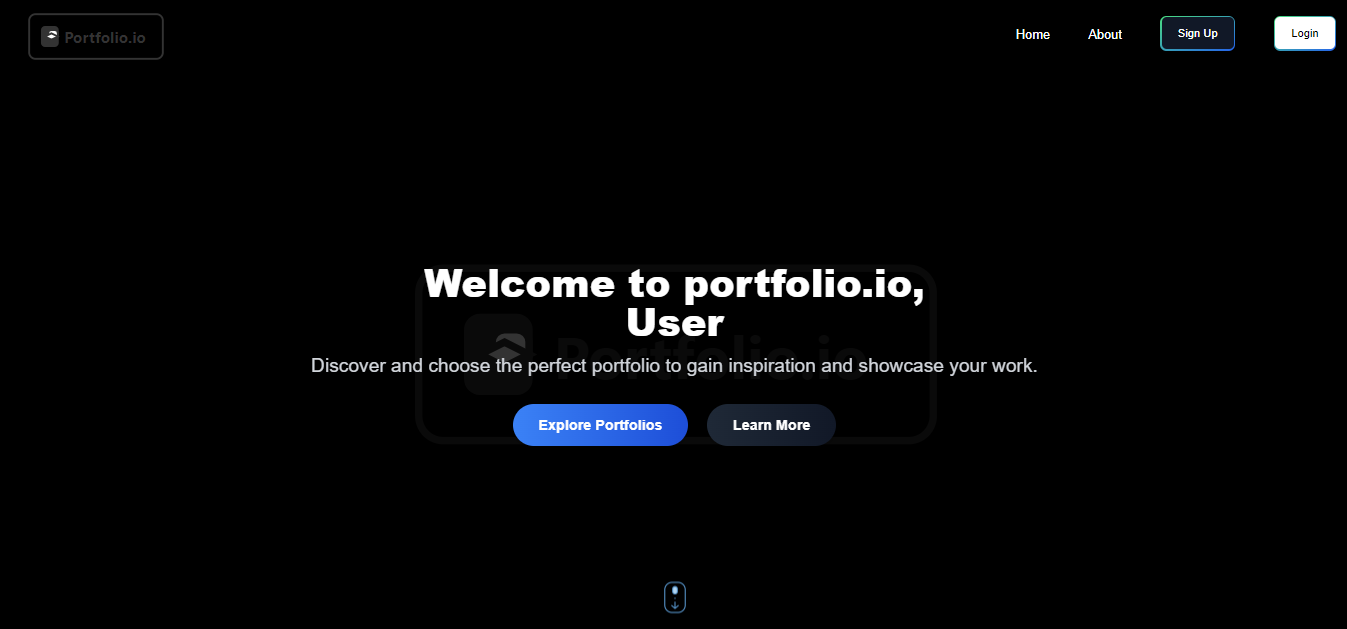 Portfolio.io
Home
About
Sign Up
Login
Welcome to portfolio.io,
User
Portfolio.io
Discover and choose the perfect portfolio to gain inspiration and showcase your work.
Explore Portfolios
Learn More